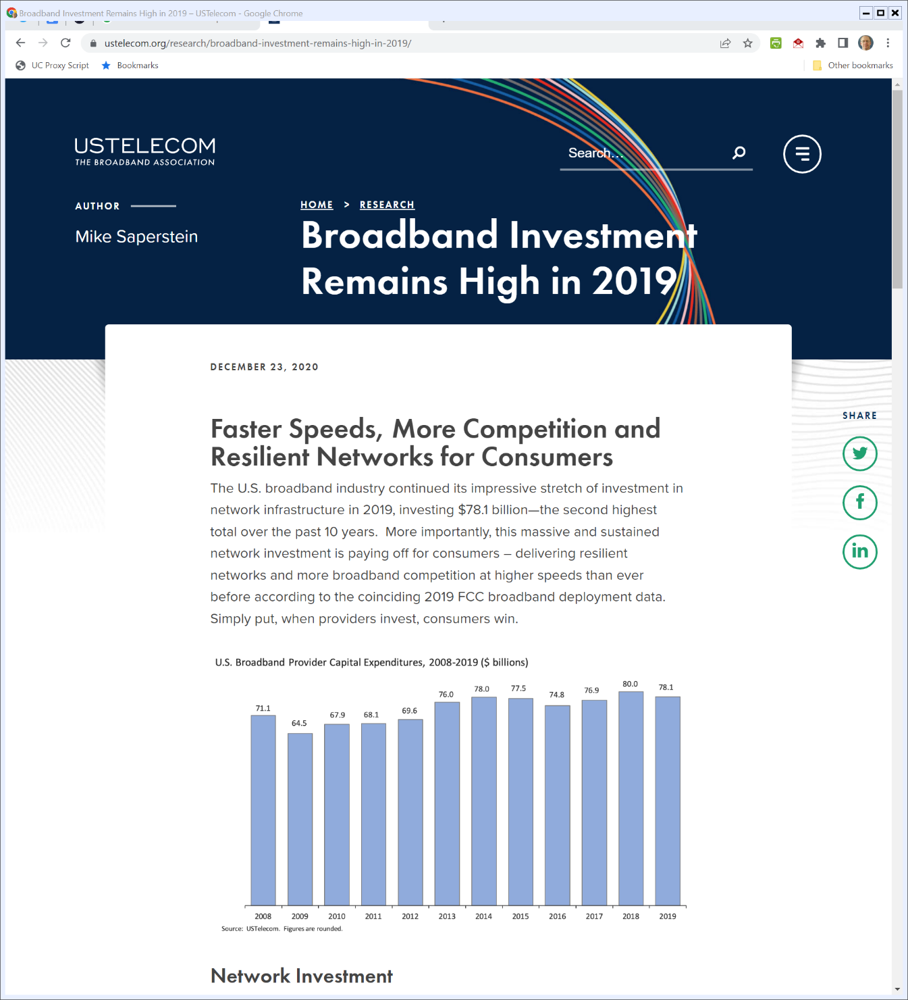 Broadband Investment Remains High in 2019 – USTelecom - Google Chrome
ustelecom.org/research/broadband-investment-remains-high-in-2019/
UC Proxy Script
Bookmarks
Other bookmarks
USTELECOM
THE BROADBAND ASSOCIATION
Search...
AUTHOR
Mike Saperstein
HOME > RESEARCH
Broadband Investment
Remains High in 2019
DECEMBER 23, 2020
SHARE
Faster Speeds, More Competition and
Resilient Networks for Consumers
The U.S. broadband industry continued its impressive stretch of investment in
network infrastructure in 2019, investing $78.1 billion—the second highest
total over the past 10 years.  More importantly, this massive and sustained
network investment is paying off for consumers – delivering resilient
networks and more broadband competition at higher speeds than ever
before according to the coinciding 2019 FCC broadband deployment data.
Simply put, when providers invest, consumers win.
U.S. Broadband Provider Capital Expenditures, 2008-2019 ($ billions)
71.1 64.5 67.9 68.1 69.6 76.0 78.0 77.5 74.8 76.9 80.0 78.1
2008 2009 2010 2011 2012 2013 2014 2015 2016 2017 2018 2019
Source:  USTelecom.  Figures are rounded.
Network Investment